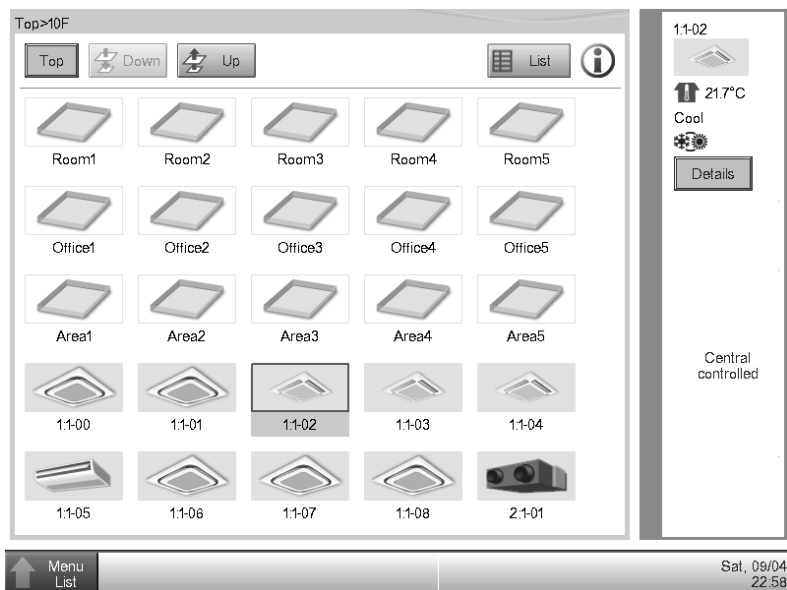 Top>10F
Top
Down
Up
List
Room1 Room2 Room3 Room4 Room5
Office1 Office2 Office3 Office4 Office5
Area1 Area2 Area3 Area4 Area5
1:1-00 1:1-01 1:1-02 1:1-03 1:1-04
1:1-05 1:1-06 1:1-07 1:1-08 2:1-01
1:1-02
21.7°C
Cool
Details
Central
controlled
Menu
List
Sat, 09/04
22:58